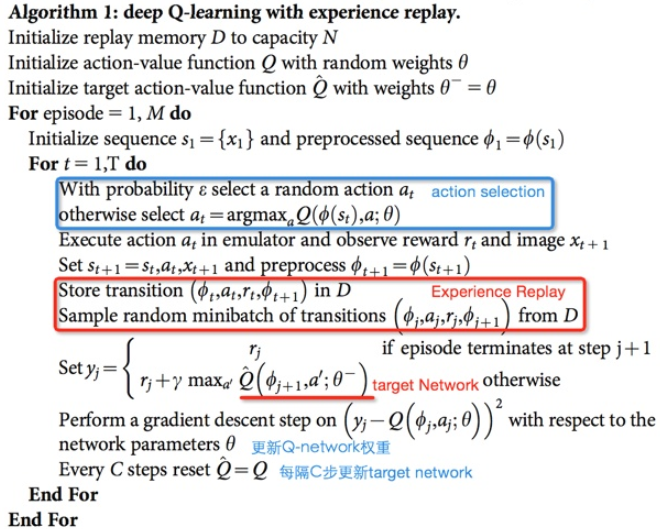 Algorithm 1: deep Q-learning with experience replay.
Initialize replay memory D to capacity N
Initialize action-value function Q with random weights θ
Initialize target action-value function Q̂ with weights θ⁻ = θ
For episode = 1, M do
Initialize sequence s₁ = {x₁} and preprocessed sequence ϕ₁ = ϕ(s₁)
For t = 1,T do
With probability ε select a random action aₜ action selection
otherwise select aₜ = argmaxₐ Q(ϕ(sₜ),a; θ)
Execute action aₜ in emulator and observe reward rₜ and image xₜ₊₁
Set sₜ₊₁ = sₜ,aₜ,xₜ₊₁ and preprocess ϕₜ₊₁ = ϕ(sₜ₊₁)
Store transition (ϕₜ,aₜ,rₜ,ϕₜ₊₁) in D Experience Replay
Sample random minibatch of transitions (ϕⱼ,aⱼ,rⱼ,ϕⱼ₊₁) from D
Set yⱼ = { rⱼ if episode terminates at step j+1
rⱼ + γ maxₐ′ Q̂(ϕⱼ₊₁,a′; θ⁻) target Network otherwise
Perform a gradient descent step on (yⱼ − Q(ϕⱼ,aⱼ; θ))² with respect to the
network parameters θ 更新Q-network权重
Every C steps reset Q̂ = Q 每隔C步更新target network
End For
End For